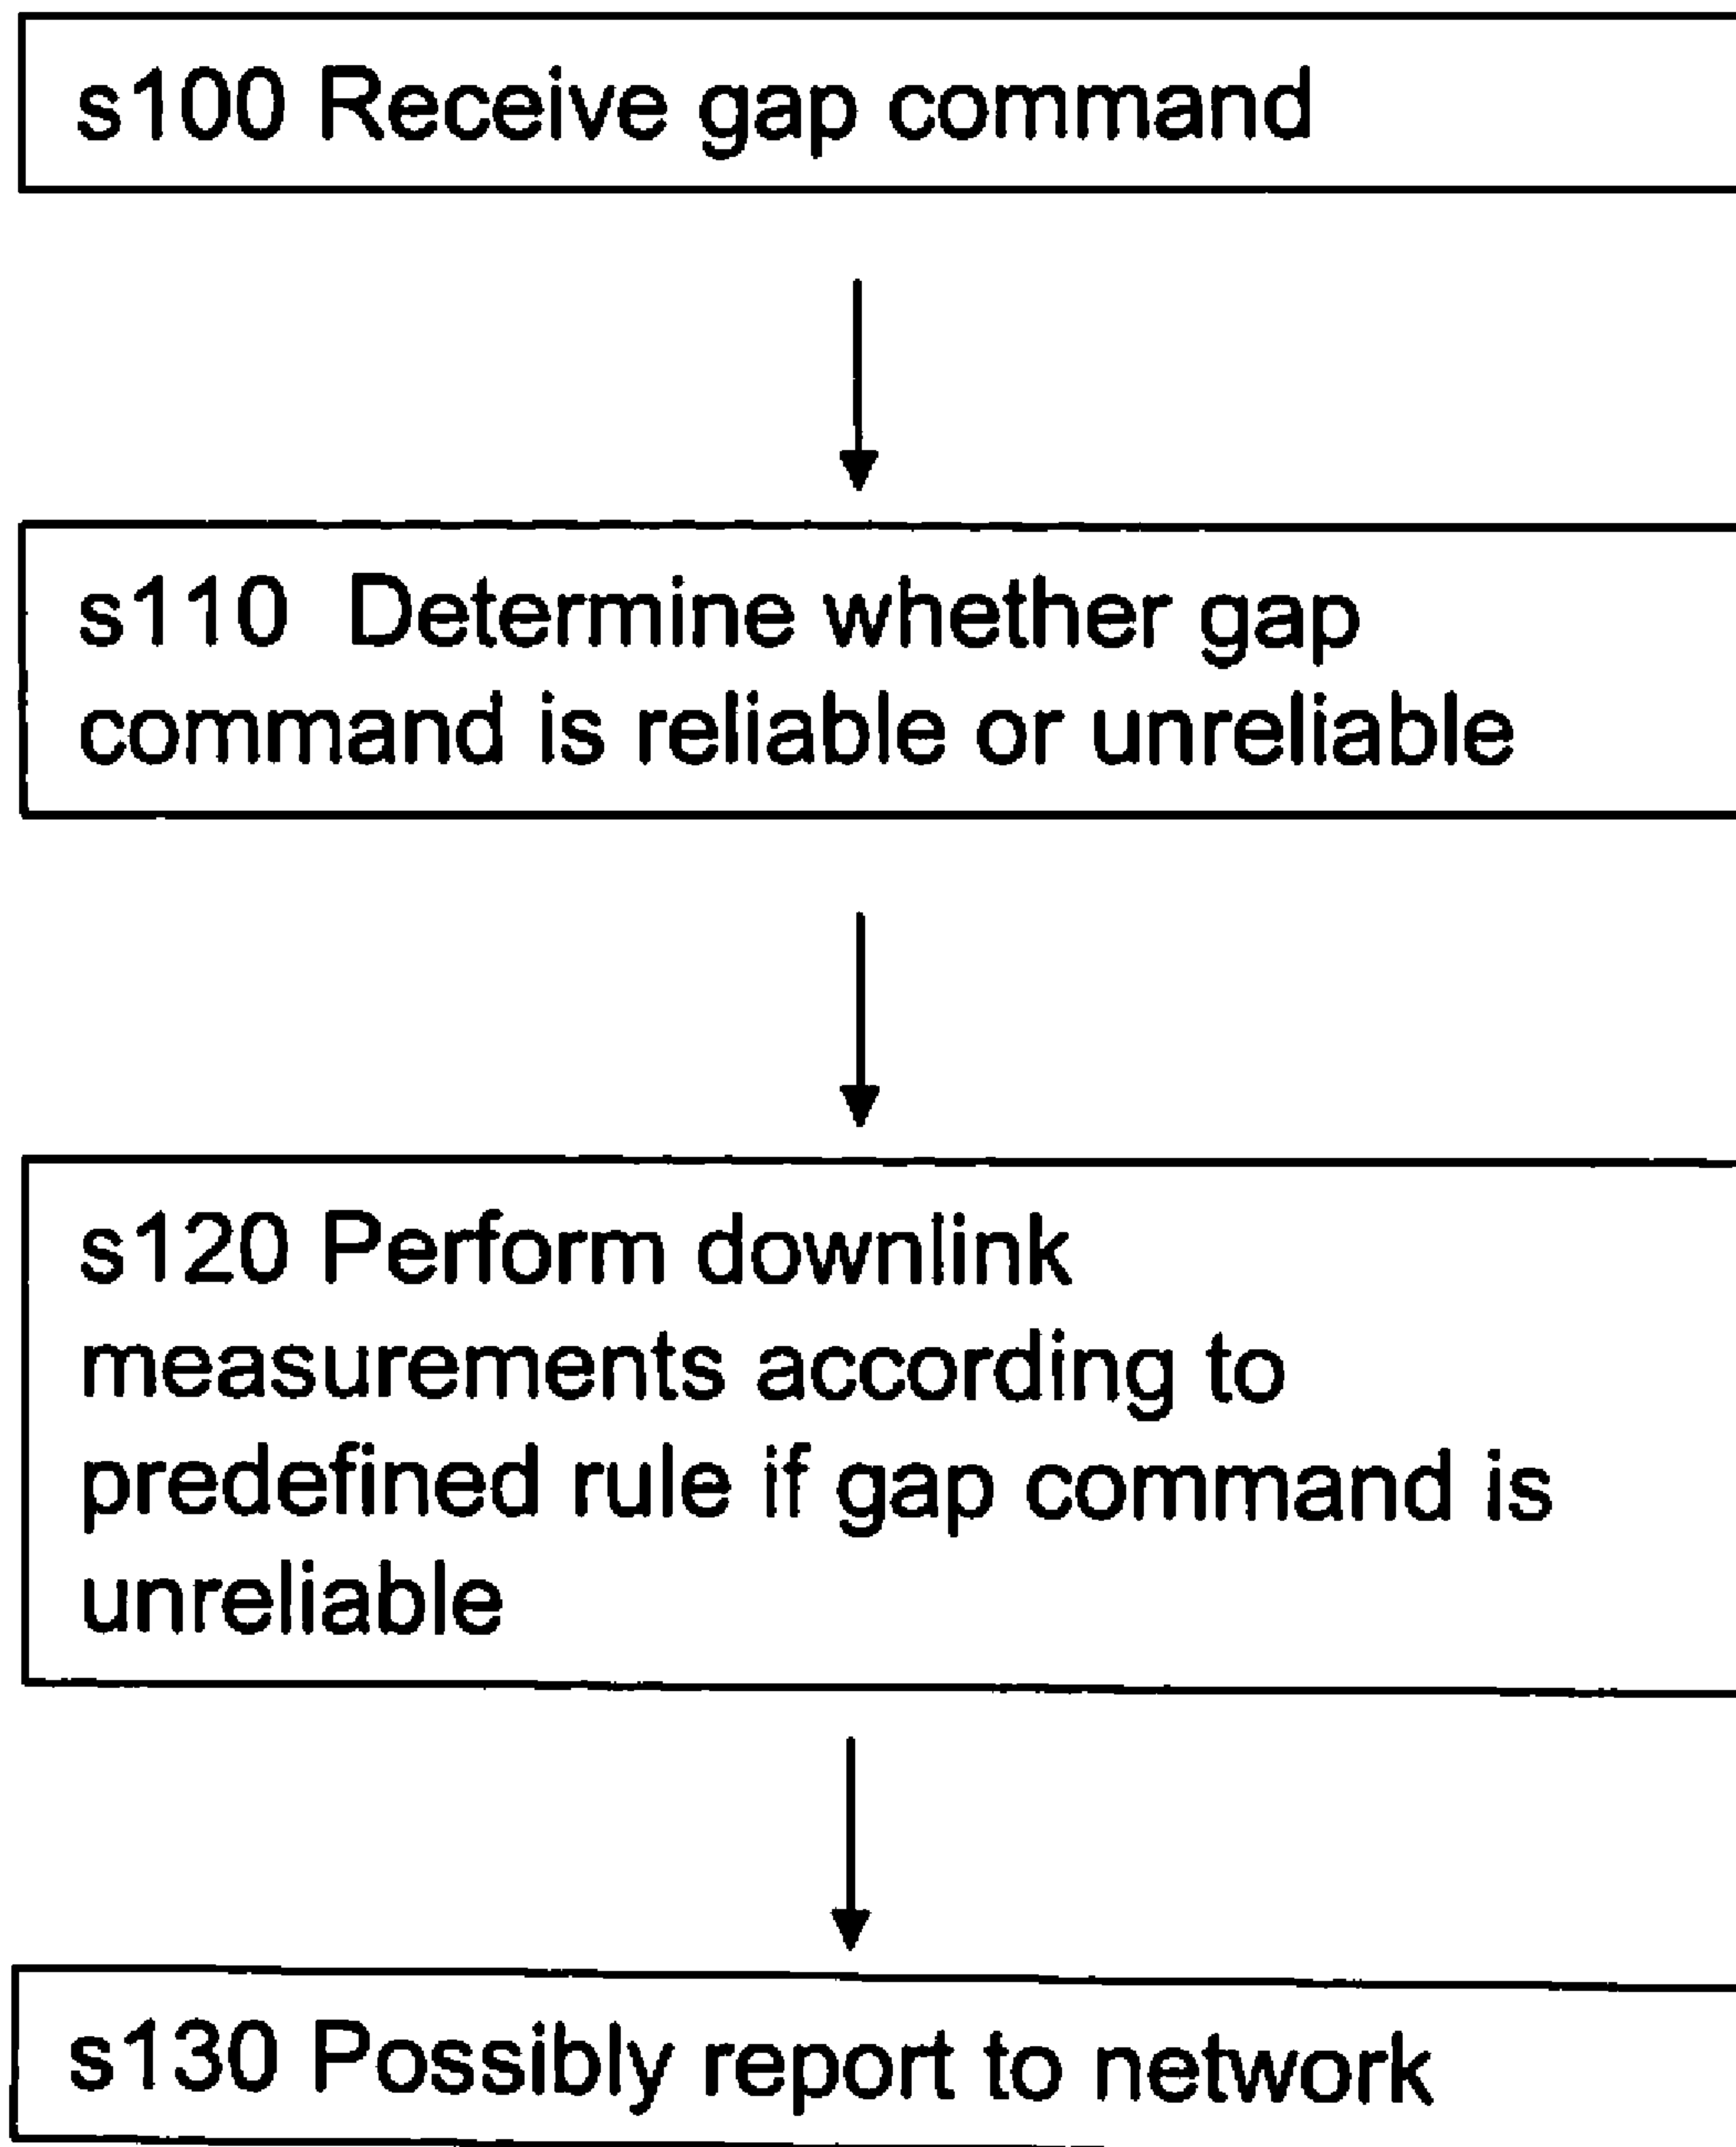 s100 Receive gap command
s110 Determine whether gap
command is reliable or unreliable
s120 Perform downlink
measurements according to
predefined rule if gap command is
unreliable
s130 Possibly report to network